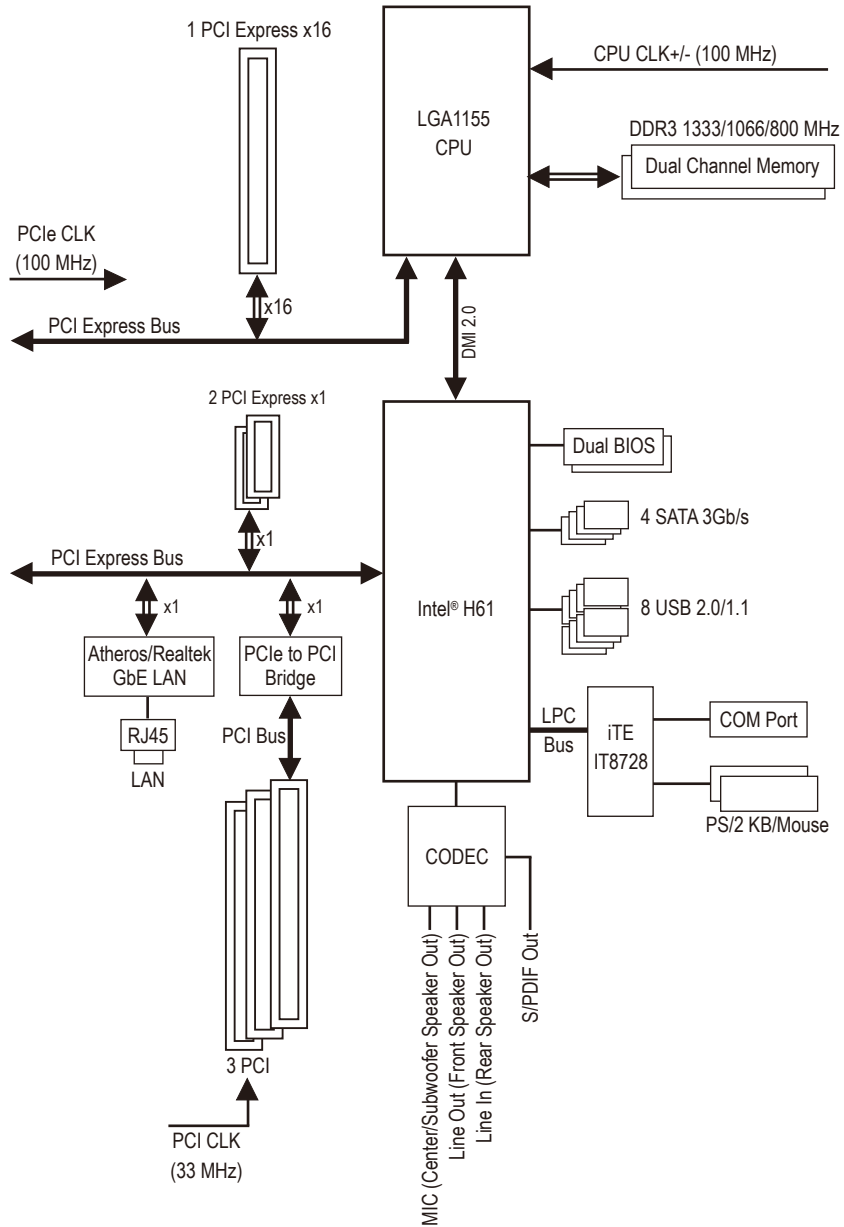 1 PCI Express x16
CPU CLK+/- (100 MHz)
LGA1155
CPU
DDR3 1333/1066/800 MHz
Dual Channel Memory
PCIe CLK
(100 MHz)
x16
PCI Express Bus
DMI 2.0
2 PCI Express x1
Dual BIOS
4 SATA 3Gb/s
x1
PCI Express Bus
Intel® H61
8 USB 2.0/1.1
x1
x1
Atheros/Realtek
GbE LAN
PCIe to PCI
Bridge
RJ45
LAN
PCI Bus
LPC
Bus
iTE
IT8728
COM Port
PS/2 KB/Mouse
CODEC
MIC (Center/Subwoofer Speaker Out)
Line Out (Front Speaker Out)
Line In (Rear Speaker Out)
S/PDIF Out
3 PCI
PCI CLK
(33 MHz)